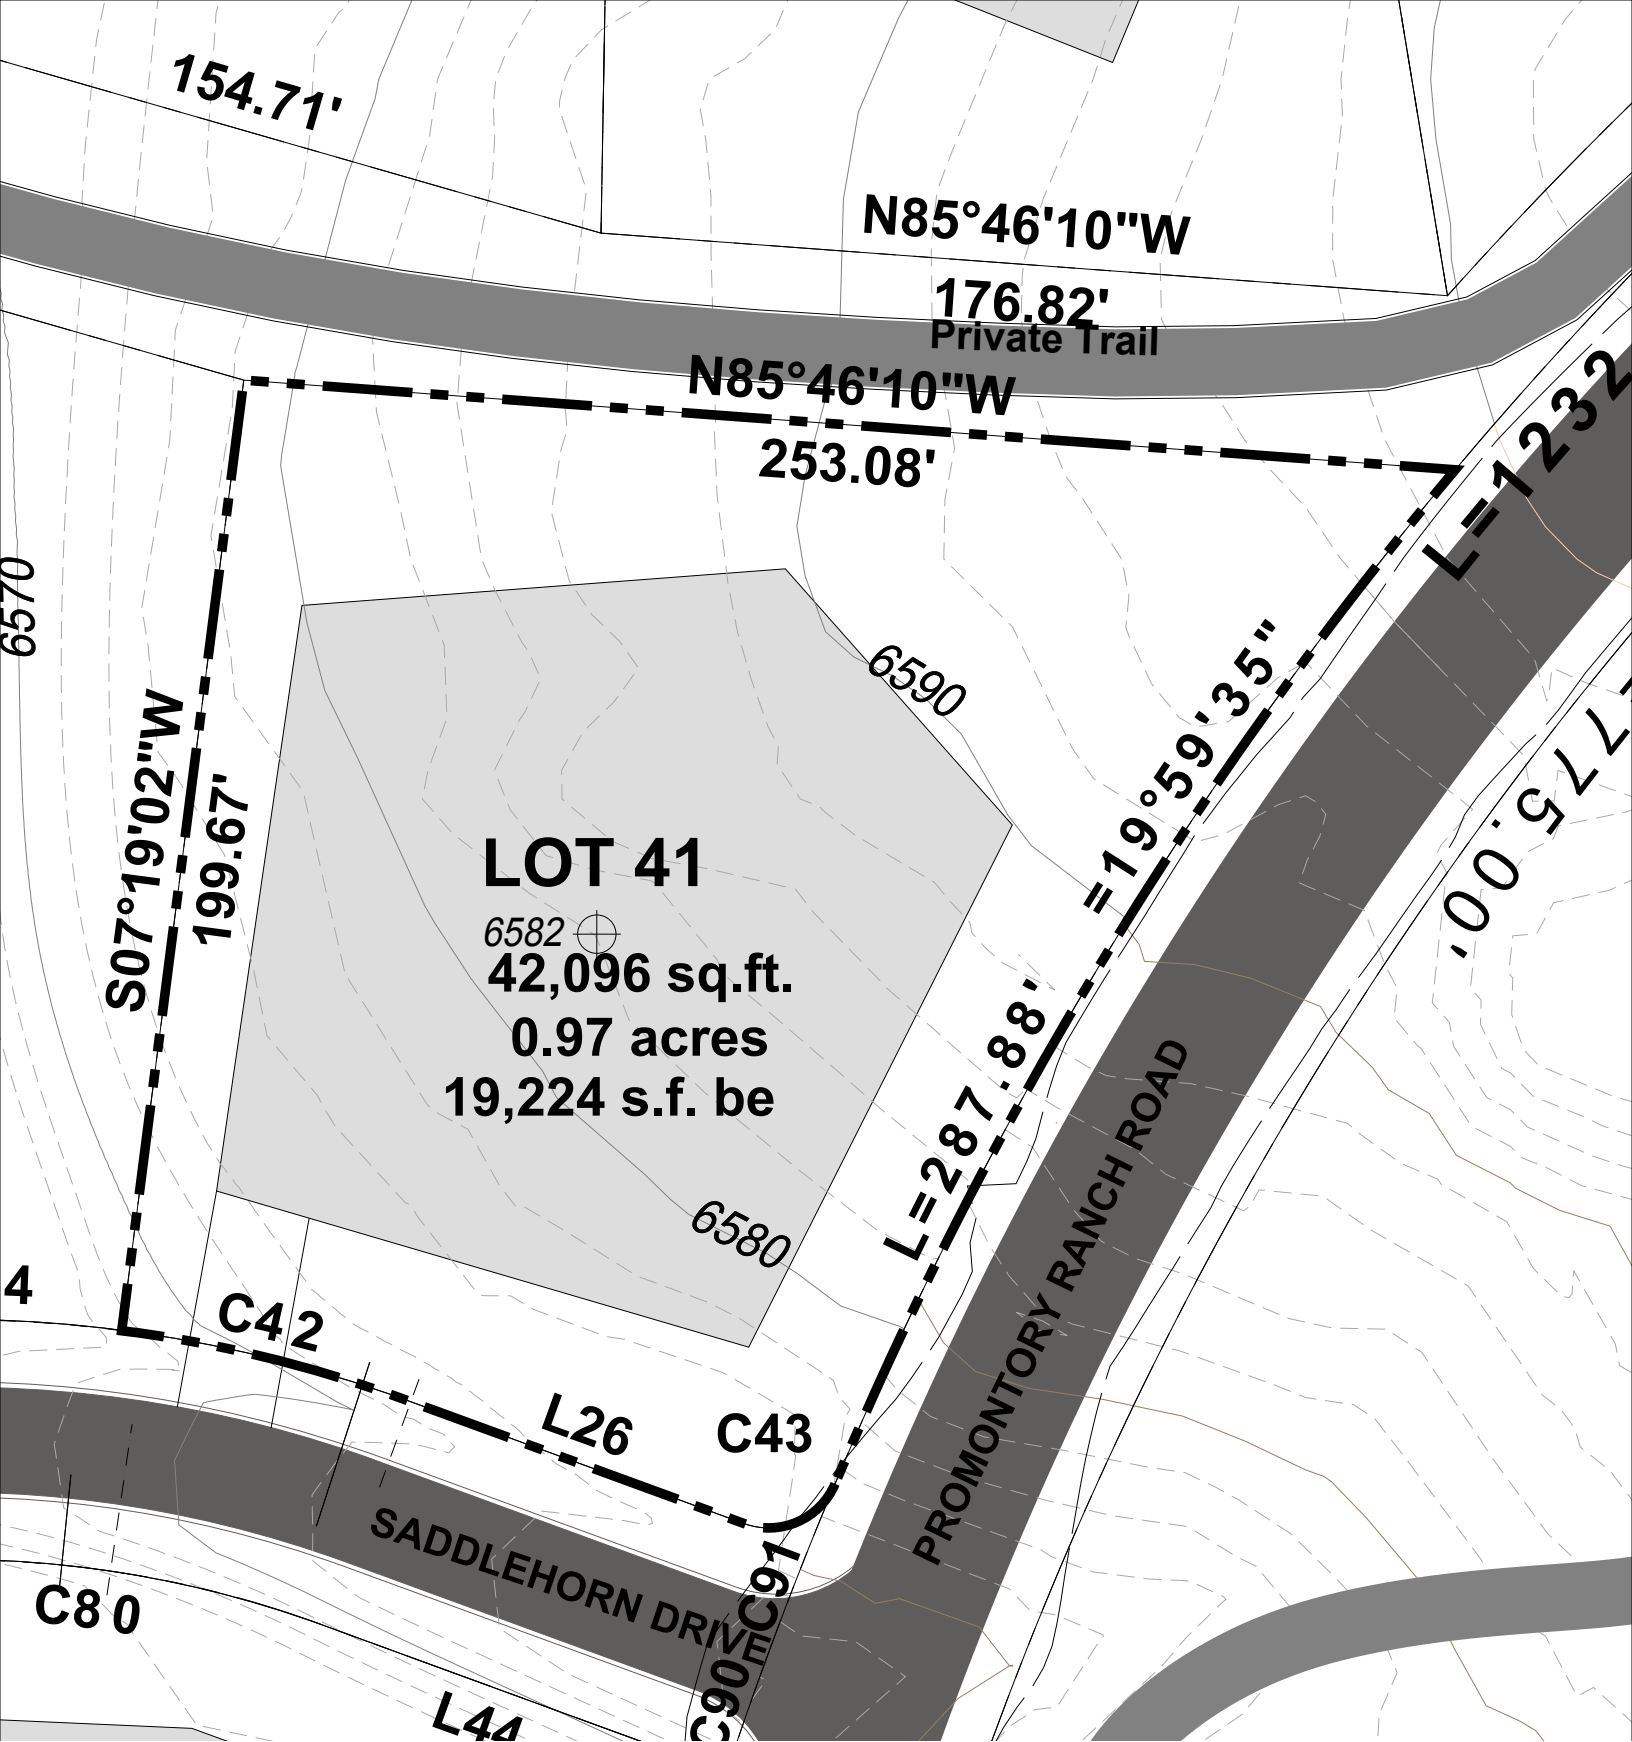 154.71'
N85°46'10"W
176.82'
Private Trail
N85°46'10"W
253.08'
L=1232
6570
S07°19'02"W
199.67'
6590
=19°59'35"
775.00'
LOT 41
6582
42,096 sq.ft.
0.97 acres
19,224 s.f. be
L=287.88'
6580
PROMONTORY RANCH ROAD
4
C42
L26
C43
SADDLEHORN DRIVE
C91
C90
C80
L44